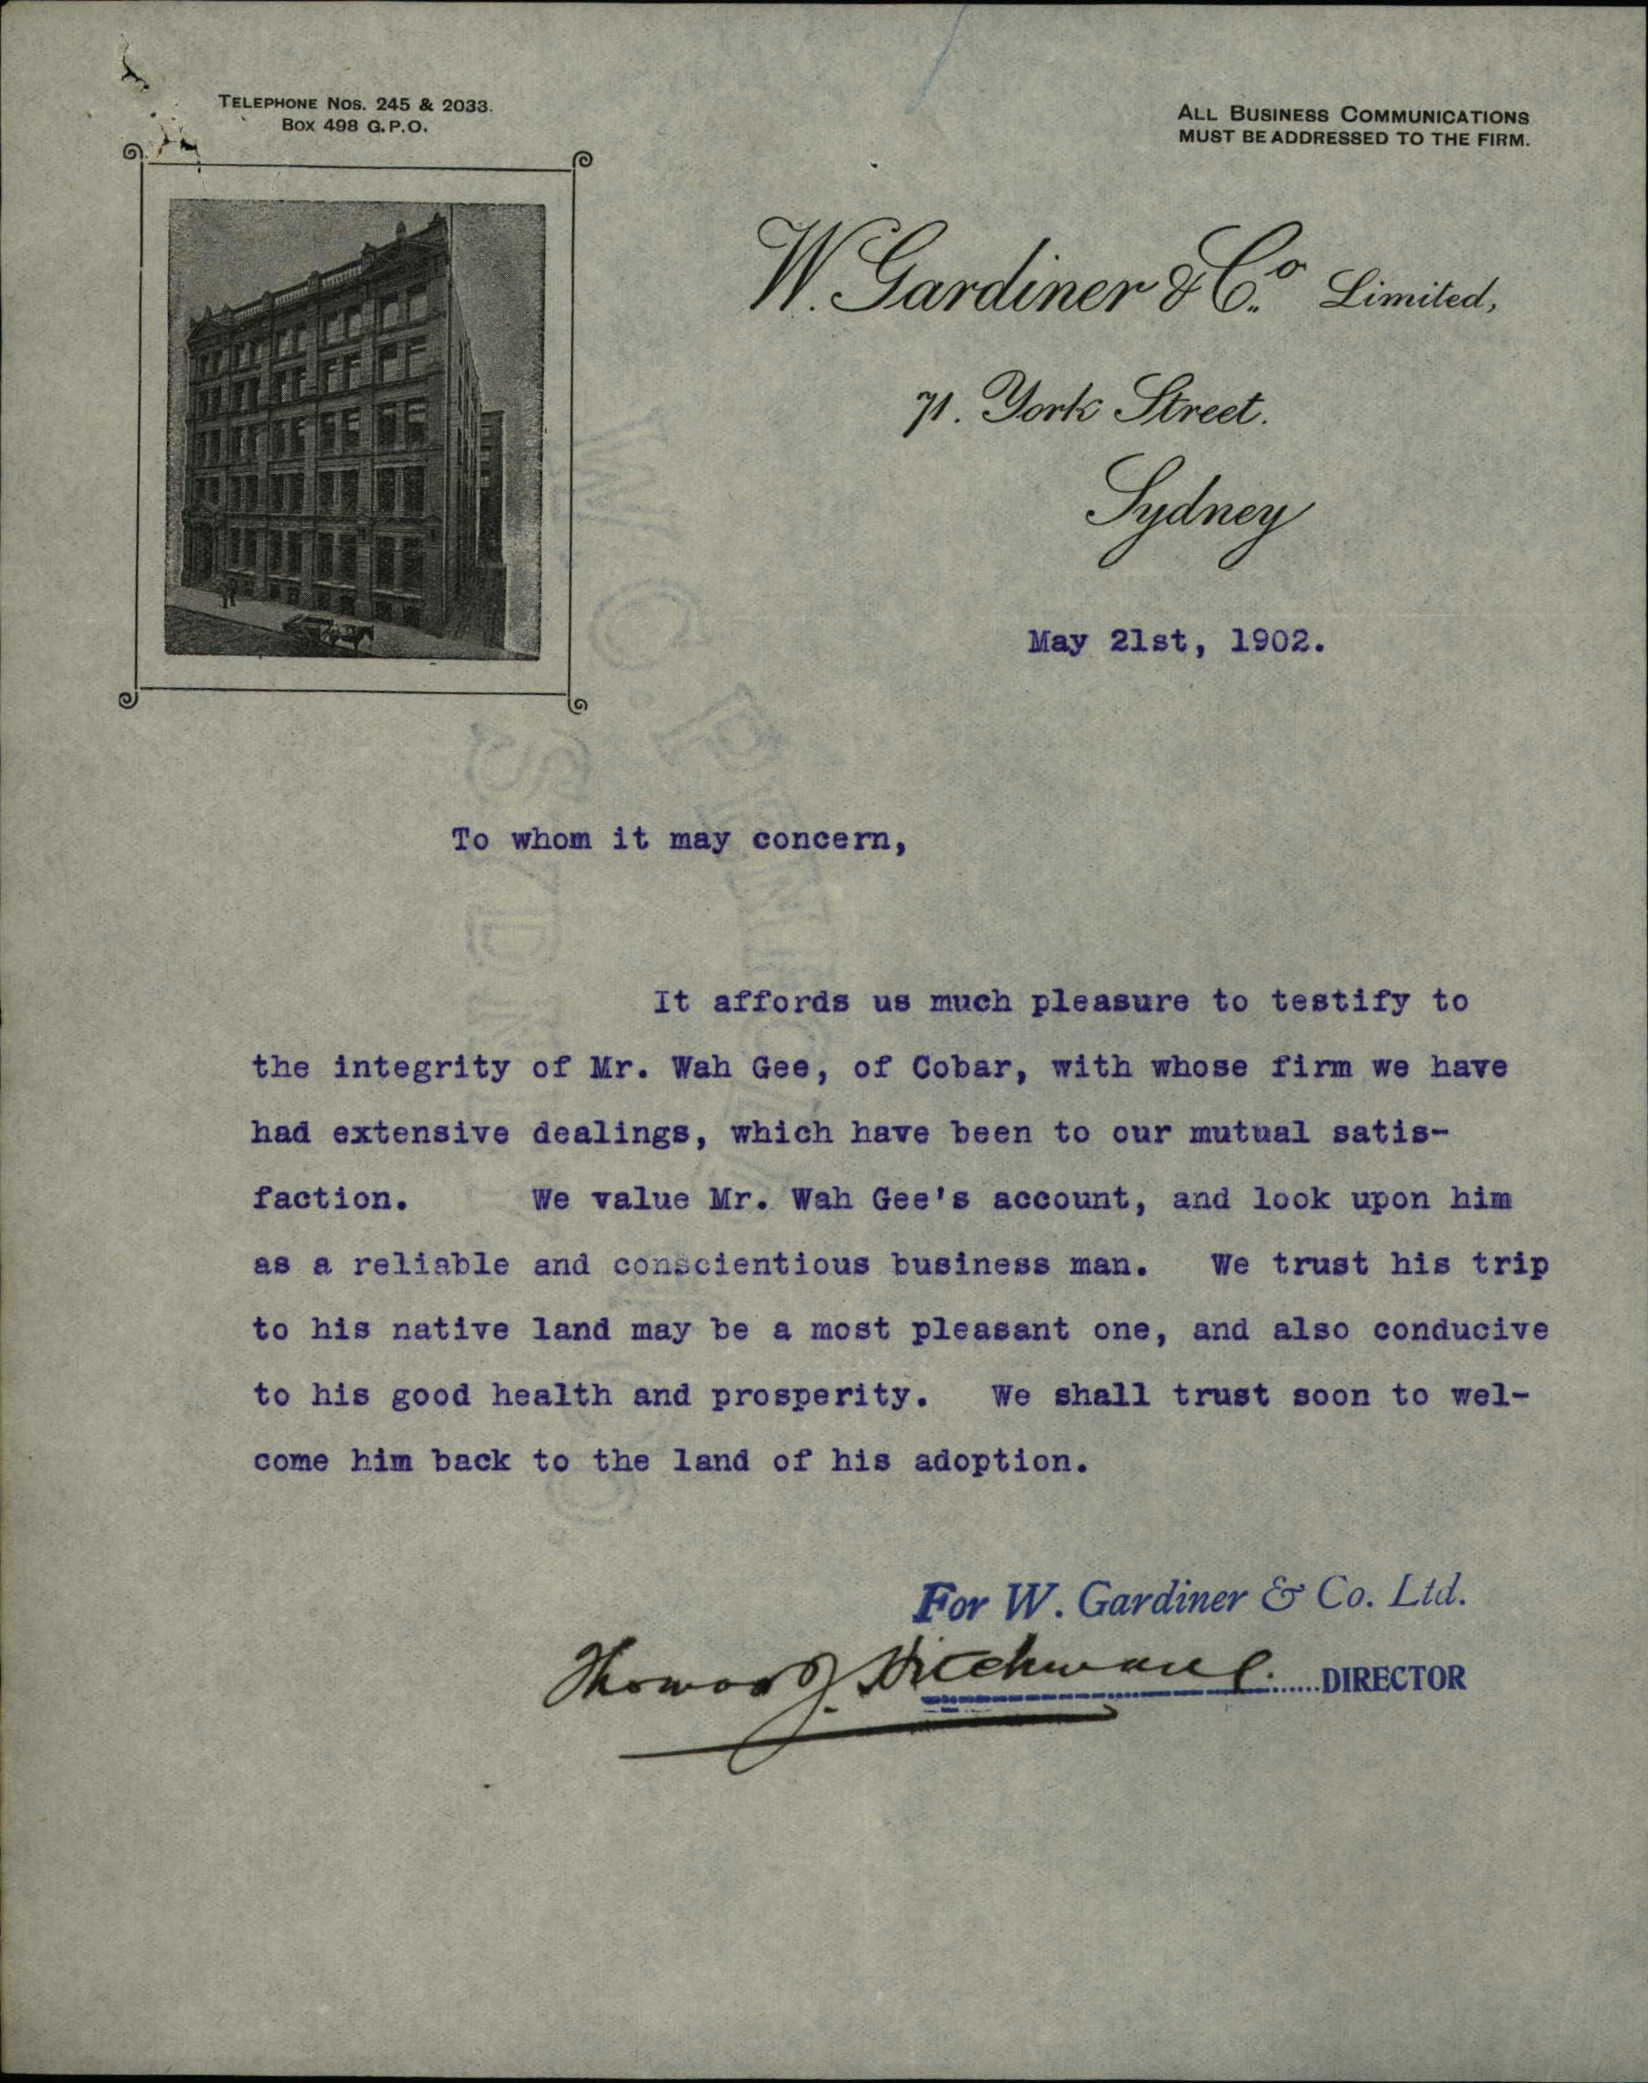 TELEPHONE NOS. 245 & 2033.
BOX 498 G.P.O.
ALL BUSINESS COMMUNICATIONS
MUST BE ADDRESSED TO THE FIRM.
W. Gardiner & Co. Limited,
71. York Street.
Sydney
May 21st, 1902.
To whom it may concern,
It affords us much pleasure to testify to
the integrity of Mr. Wah Gee, of Cobar, with whose firm we have
had extensive dealings, which have been to our mutual satis-
faction. We value Mr. Wah Gee's account, and look upon him
as a reliable and conscientious business man. We trust his trip
to his native land may be a most pleasant one, and also conducive
to his good health and prosperity. We shall trust soon to wel-
come him back to the land of his adoption.
For W. Gardiner & Co. Ltd.
Thomas J. DIRECTOR